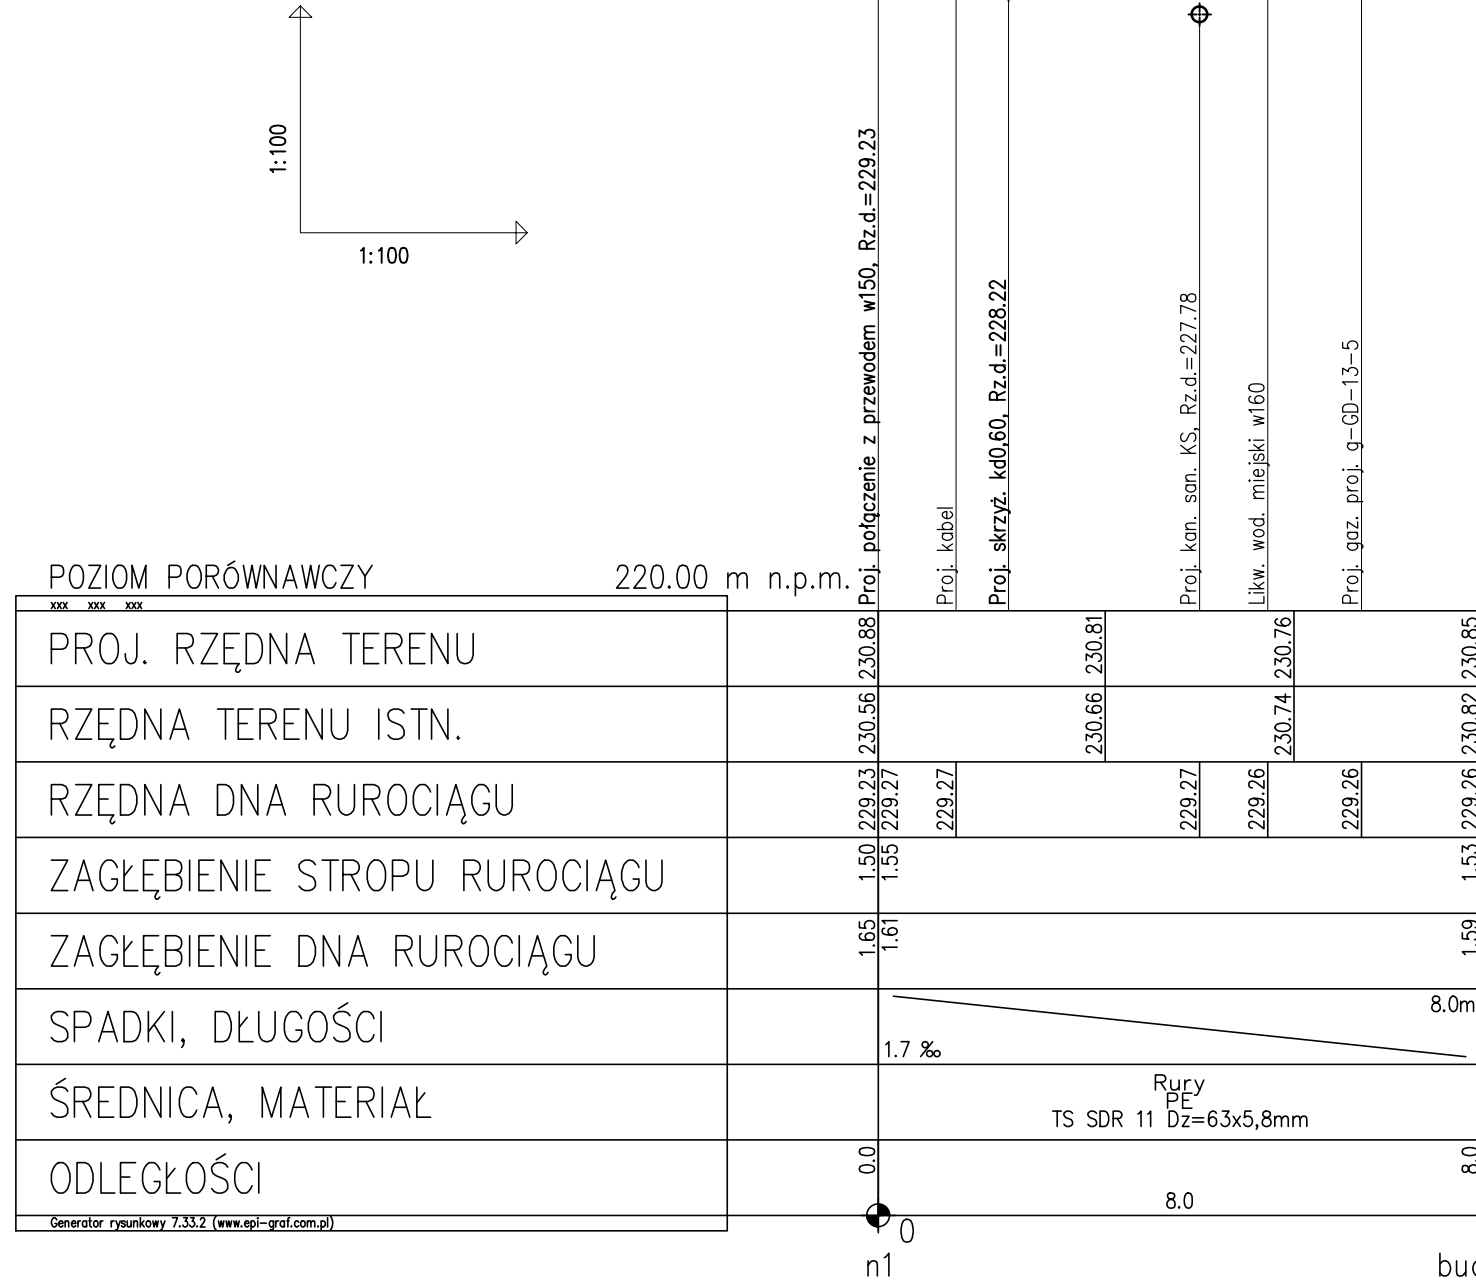 1:100
1:100
Proj. połączenie z przewodem w150, Rz.d.=229.23
Proj. kabel
Proj. skrzyż. kd0,60, Rz.d.=228.22
Proj. kan. san. KS, Rz.d.=227.78
Likw. wod. miejski w160
Proj. gaz. proj. g-GD-13-5
POZIOM PORÓWNAWCZY 220.00 m n.p.m.
xxx xxx xxx
PROJ. RZĘDNA TERENU 230.88 230.81 230.76 230.85
RZĘDNA TERENU ISTN. 230.56 230.66 230.74 230.82
RZĘDNA DNA RUROCIĄGU 229.23 229.27 229.27 229.27 229.26 229.26 229.26
ZAGŁĘBIENIE STROPU RUROCIĄGU 1.50 1.55 1.53
ZAGŁĘBIENIE DNA RUROCIĄGU 1.65 1.61 1.59
SPADKI, DŁUGOŚCI 1.7 ‰ 8.0m
ŚREDNICA, MATERIAŁ
Rury
PE
TS SDR 11 Dz=63x5,8mm
ODLEGŁOŚCI 0.0 8.0 8.0
Generator rysunkowy 7.33.2 (www.epi-graf.com.pl)
0
n1